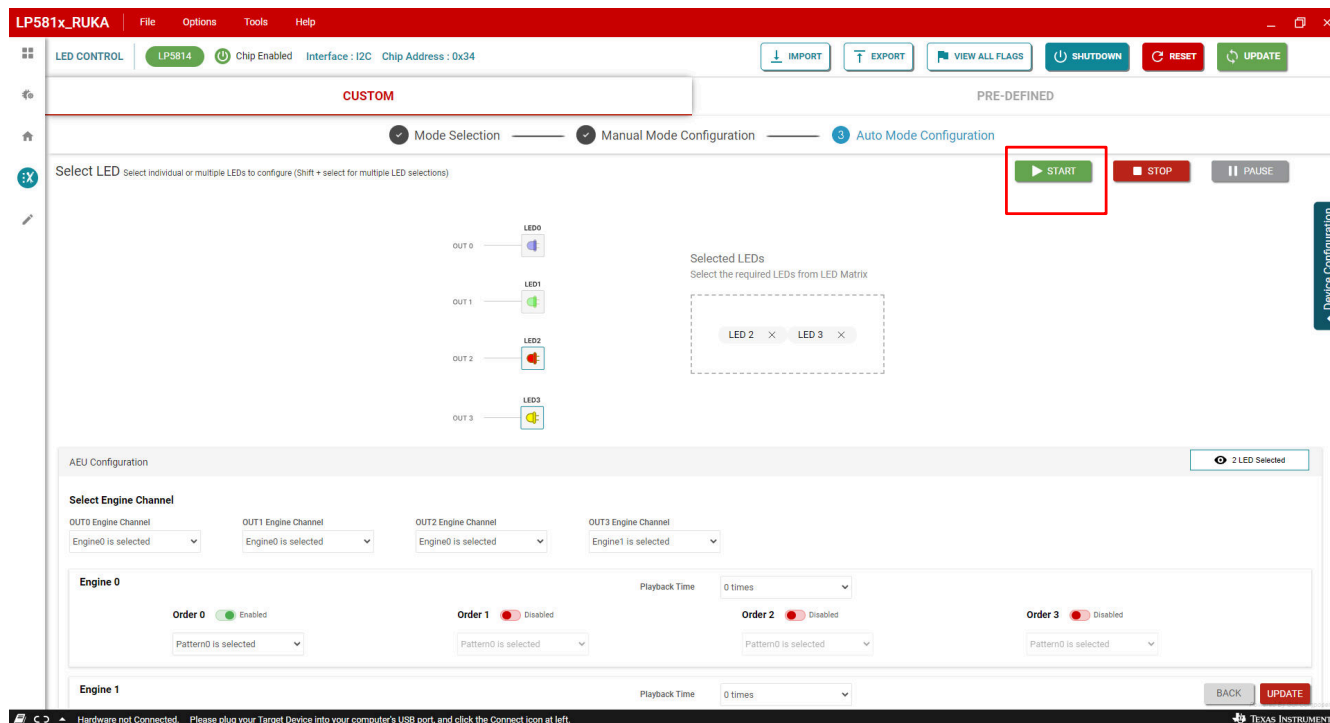 LP581x_RUKA File Options Tools Help
LED CONTROL LP5814 Chip Enabled Interface : I2C Chip Address : 0x34 IMPORT EXPORT VIEW ALL FLAGS SHUTDOWN RESET UPDATE
CUSTOM PRE-DEFINED
Mode Selection Manual Mode Configuration 3 Auto Mode Configuration
Select LED Select individual or multiple LEDs to configure (Shift + select for multiple LED selections) START STOP PAUSE
Device Configuration
LED0
OUT 0
Selected LEDs
Select the required LEDs from LED Matrix
LED1
OUT 1
LED 2 × LED 3 ×
LED2
OUT 2
LED3
OUT 3
AEU Configuration 2 LED Selected
Select Engine Channel
OUT0 Engine Channel OUT1 Engine Channel OUT2 Engine Channel OUT3 Engine Channel
Engine0 is selected Engine0 is selected Engine0 is selected Engine1 is selected
Engine 0 Playback Time 0 times
Order 0 Enabled Order 1 Disabled Order 2 Disabled Order 3 Disabled
Pattern0 is selected Pattern0 is selected Pattern0 is selected Pattern0 is selected
Engine 1 Playback Time 0 times BACK UPDATE
Hardware not Connected. Please plug your Target Device into your computer's USB port, and click the Connect icon at left. TEXAS INSTRUMENT